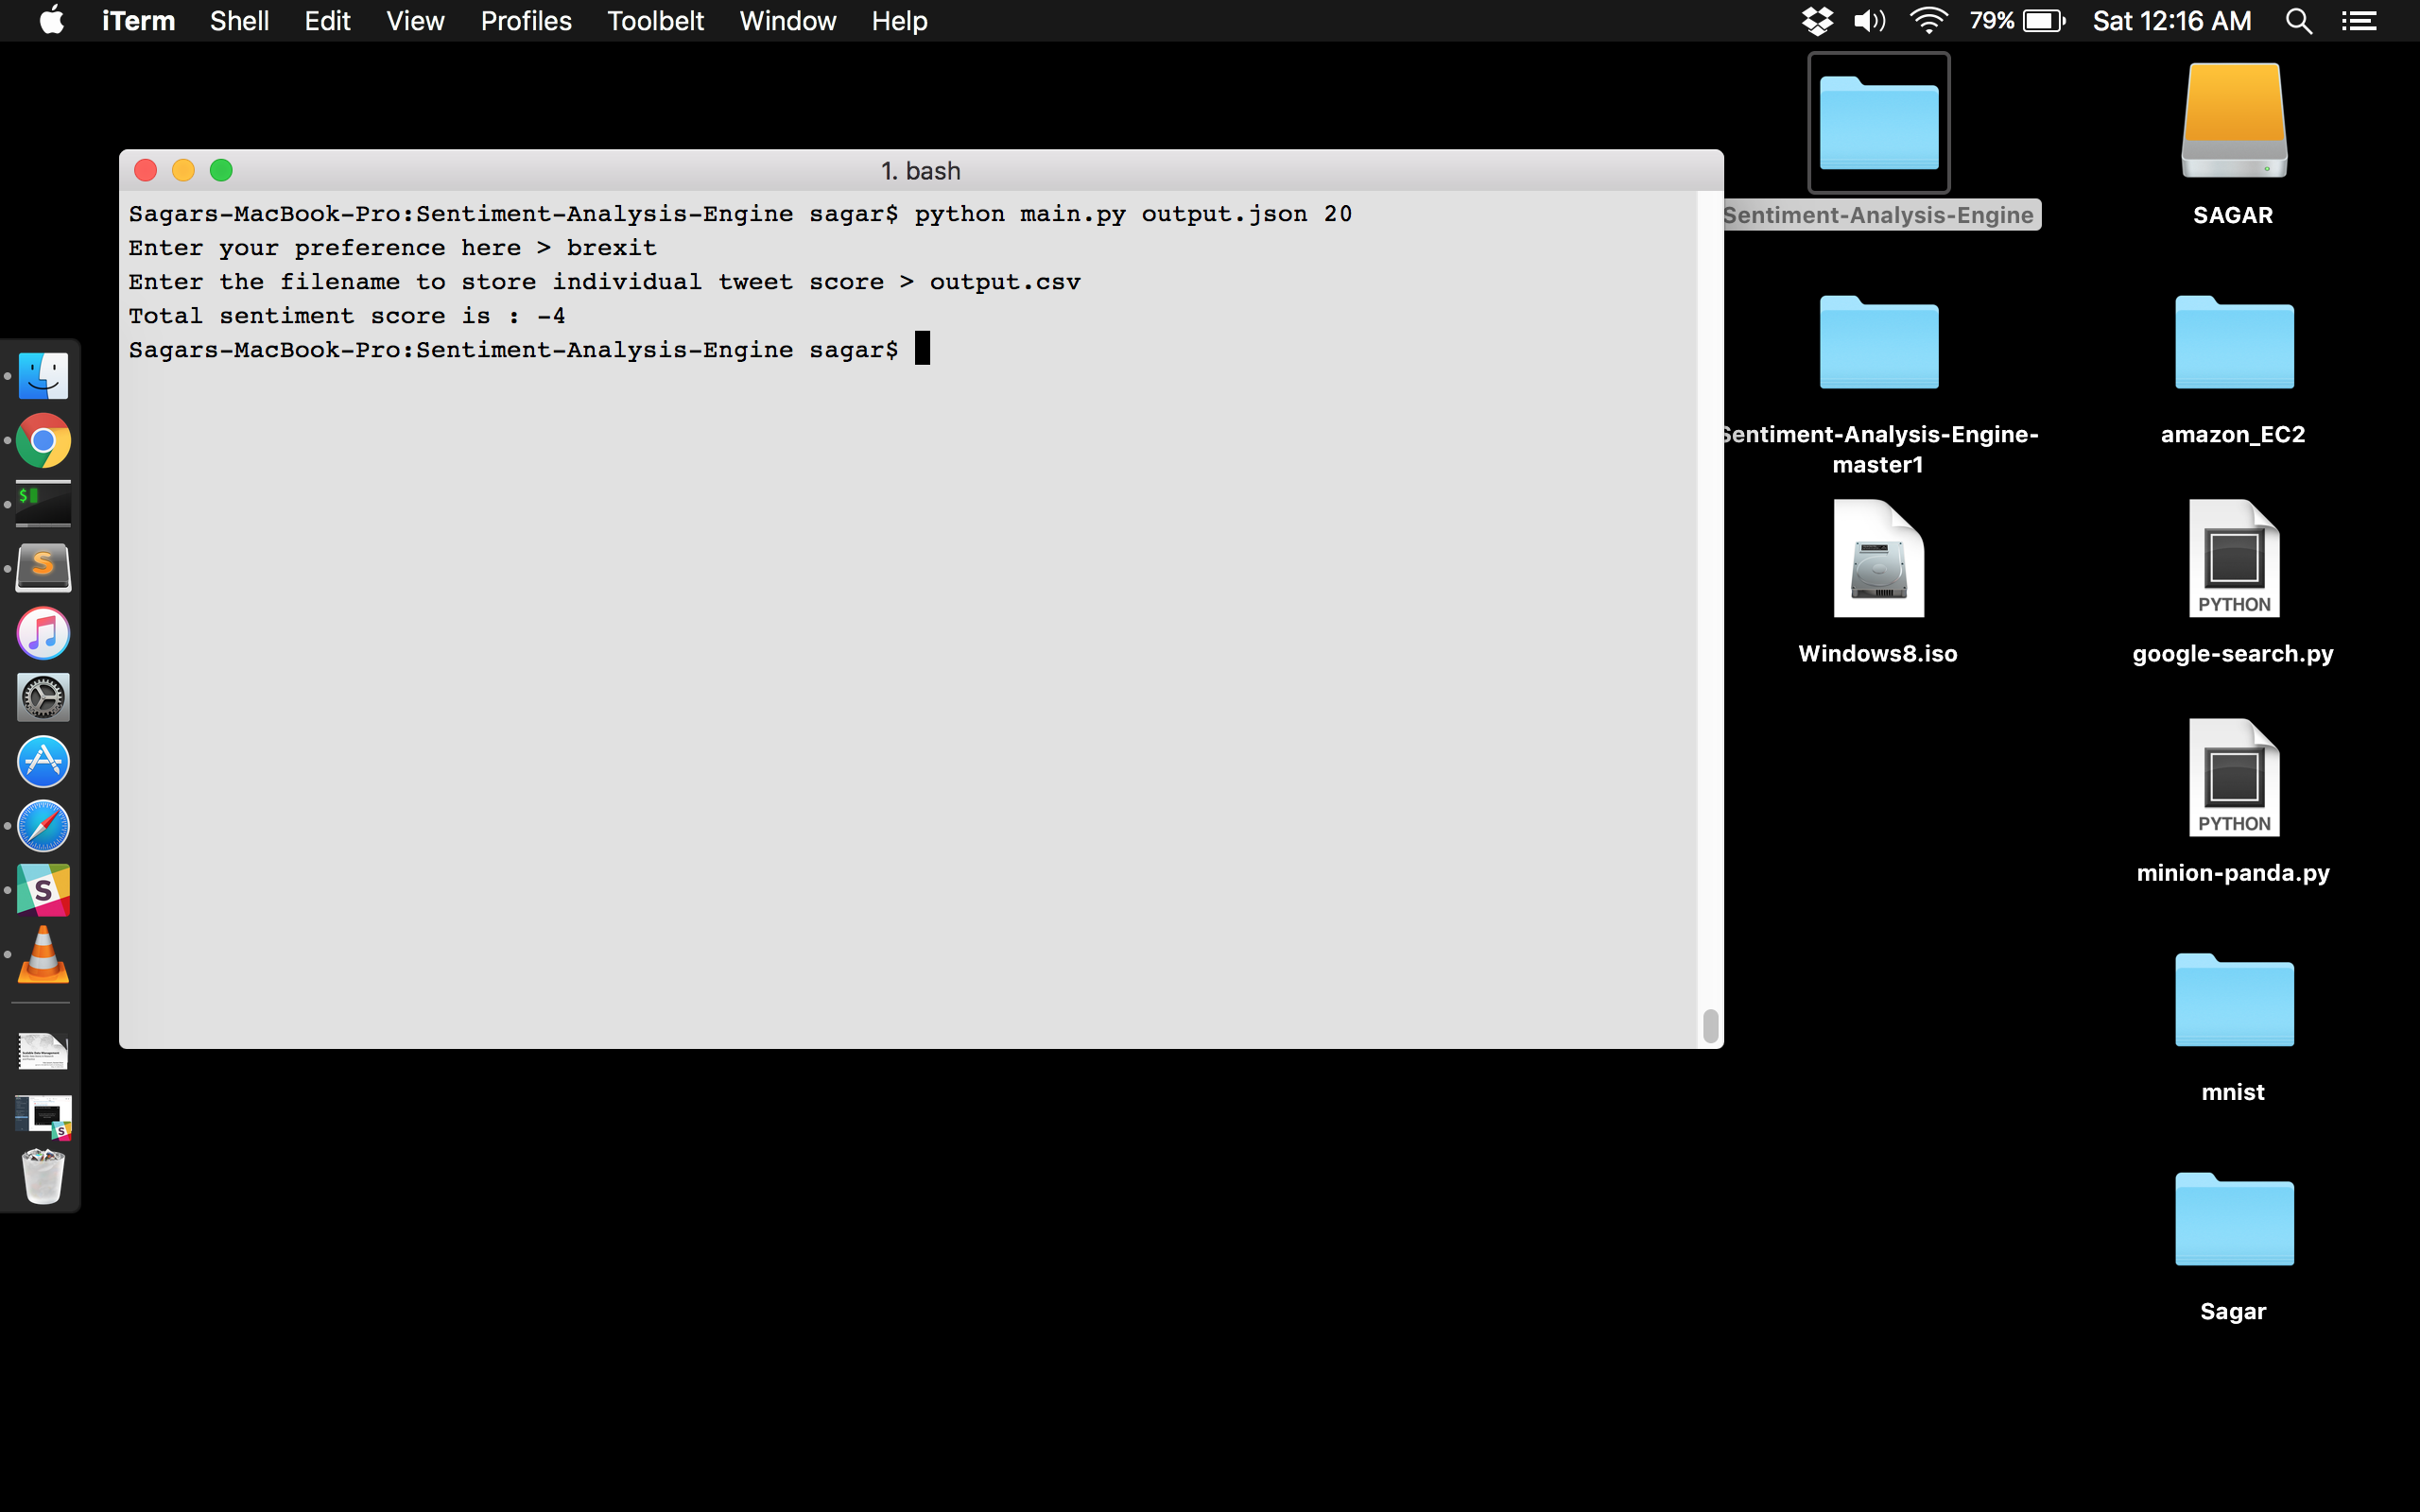 iTerm Shell Edit View Profiles Toolbelt Window Help 79% Sat 12:16 AM
1. bash
Sagars-MacBook-Pro:Sentiment-Analysis-Engine sagar$ python main.py output.json 20
Enter your preference here > brexit
Enter the filename to store individual tweet score > output.csv
Total sentiment score is : -4
Sagars-MacBook-Pro:Sentiment-Analysis-Engine sagar$
Sentiment-Analysis-Engine
SAGAR
Sentiment-Analysis-Engine-
master1
amazon_EC2
Windows8.iso
PYTHON
google-search.py
PYTHON
minion-panda.py
mnist
Sagar
$
S
S
S